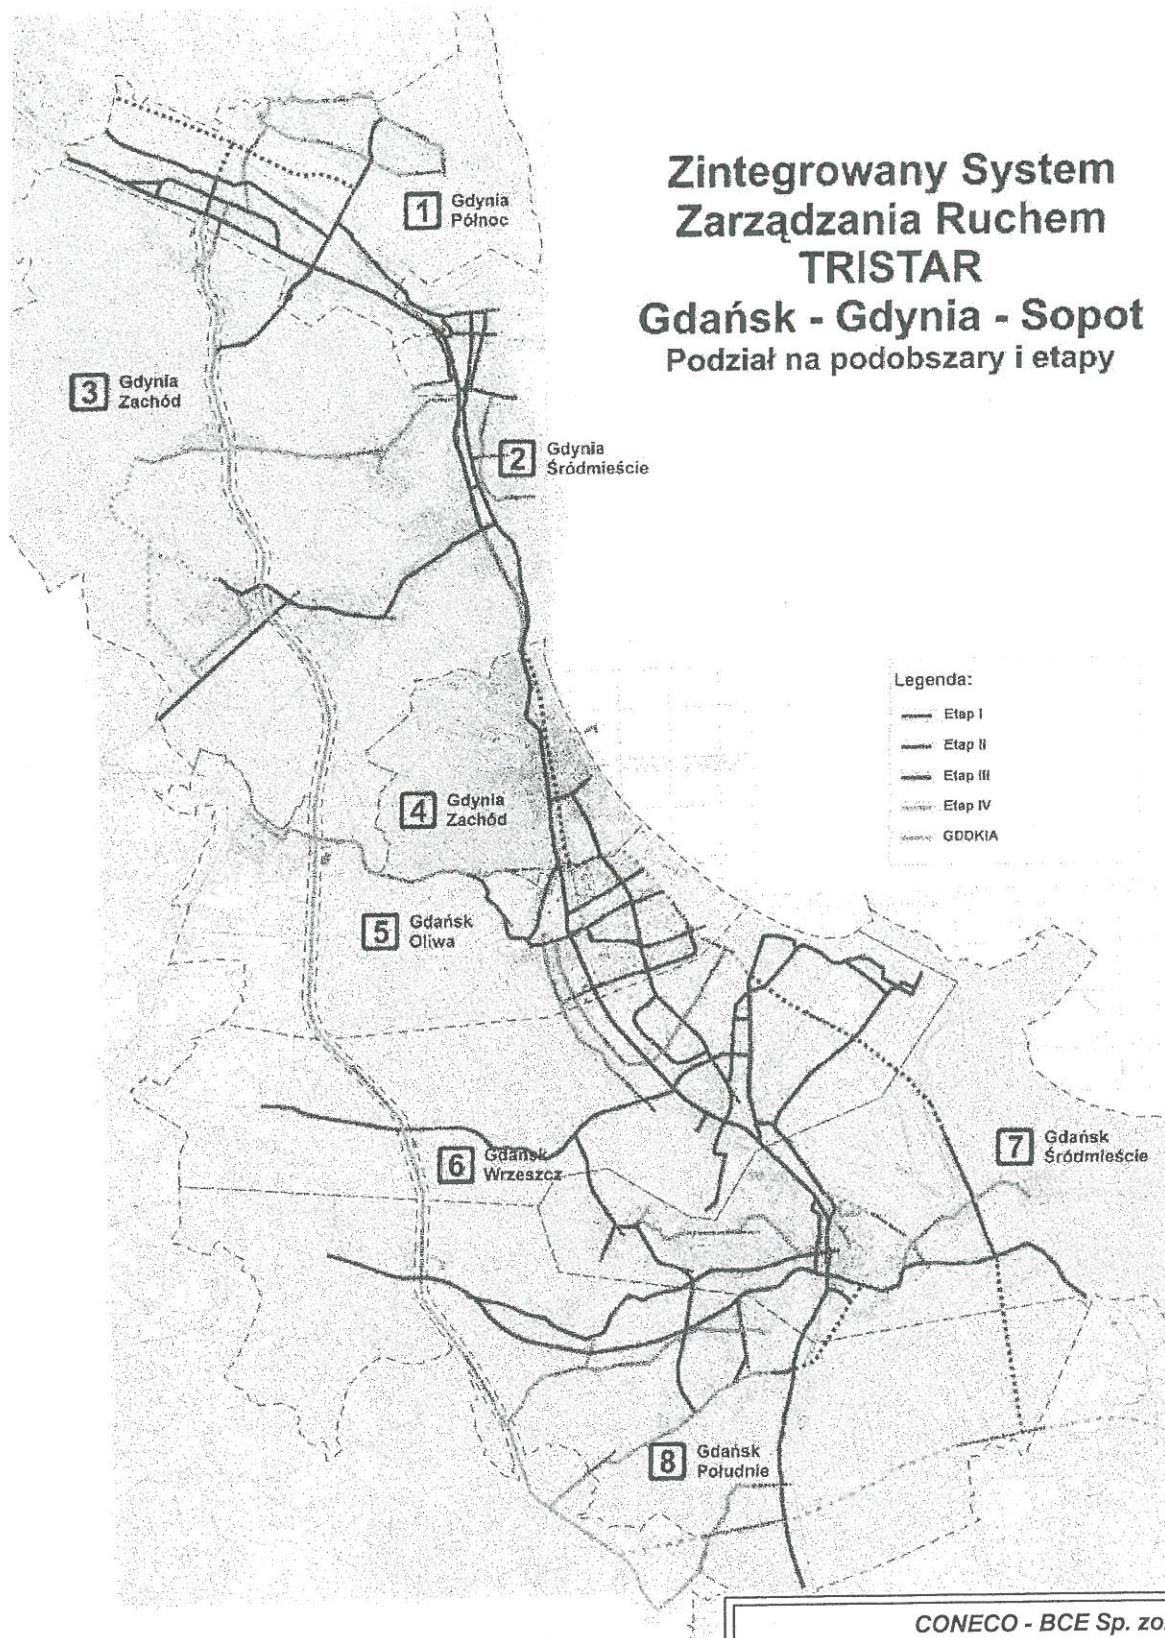 Zintegrowany System
Zarządzania Ruchem
TRISTAR
Gdańsk - Gdynia - Sopot
Podział na podobszary i etapy
1 Gdynia
Północ
3 Gdynia
Zachód
2 Gdynia
Śródmieście
Legenda:
Etap I
Etap II
Etap III
Etap IV
GDDKIA
4 Gdynia
Zachód
5 Gdańsk
Oliwa
6 Gdańsk
Wrzeszcz
7 Gdańsk
Śródmieście
8 Gdańsk
Południe
CONECO - BCE Sp. zo.